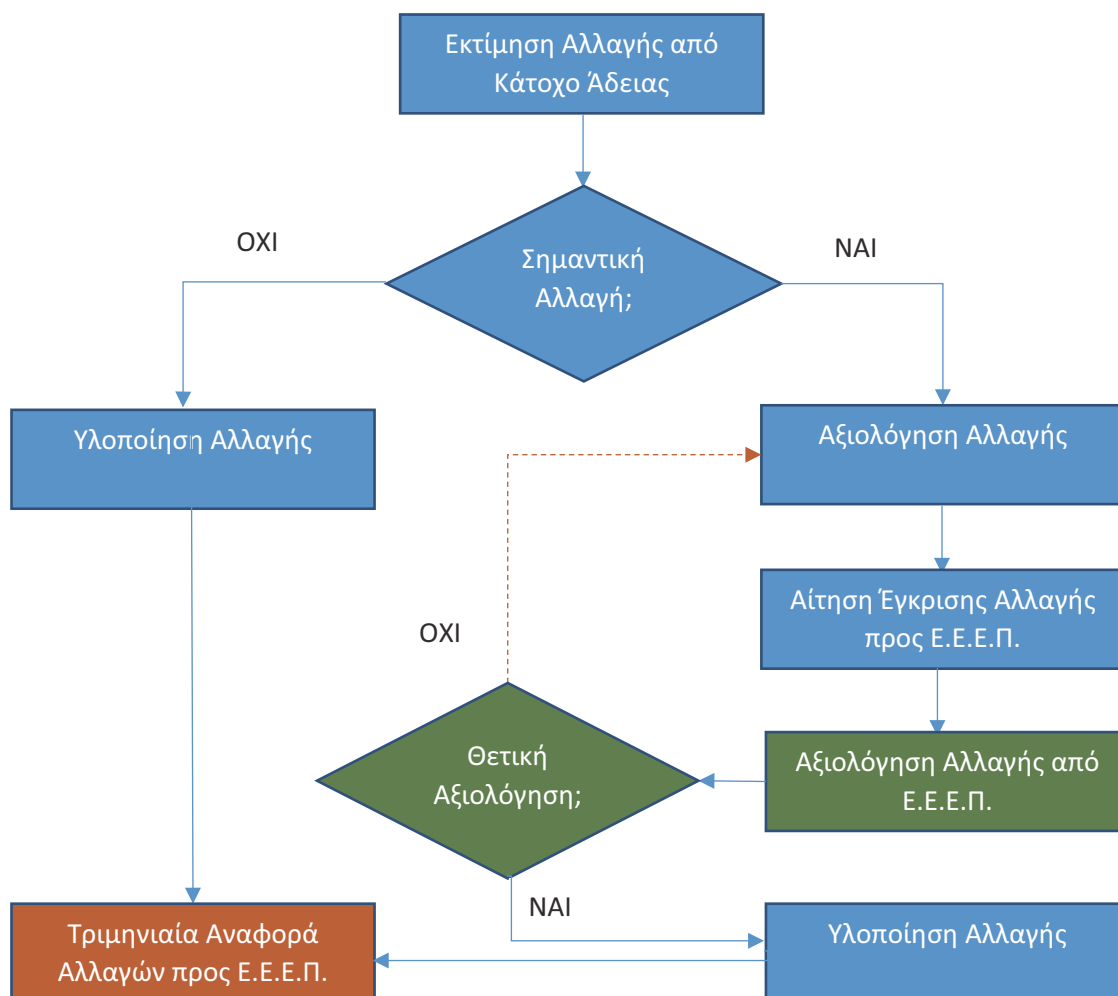 Εκτίμηση Αλλαγής από
Κάτοχο Άδειας
ΟΧΙ
ΝΑΙ
Σημαντική
Αλλαγή;
Υλοποίηση Αλλαγής
Αξιολόγηση Αλλαγής
Αίτηση Έγκρισης Αλλαγής
προς Ε.Ε.Ε.Π.
ΟΧΙ
Θετική
Αξιολόγηση;
Αξιολόγηση Αλλαγής από
Ε.Ε.Ε.Π.
ΝΑΙ
Τριμηνιαία Αναφορά
Αλλαγών προς Ε.Ε.Ε.Π.
Υλοποίηση Αλλαγής